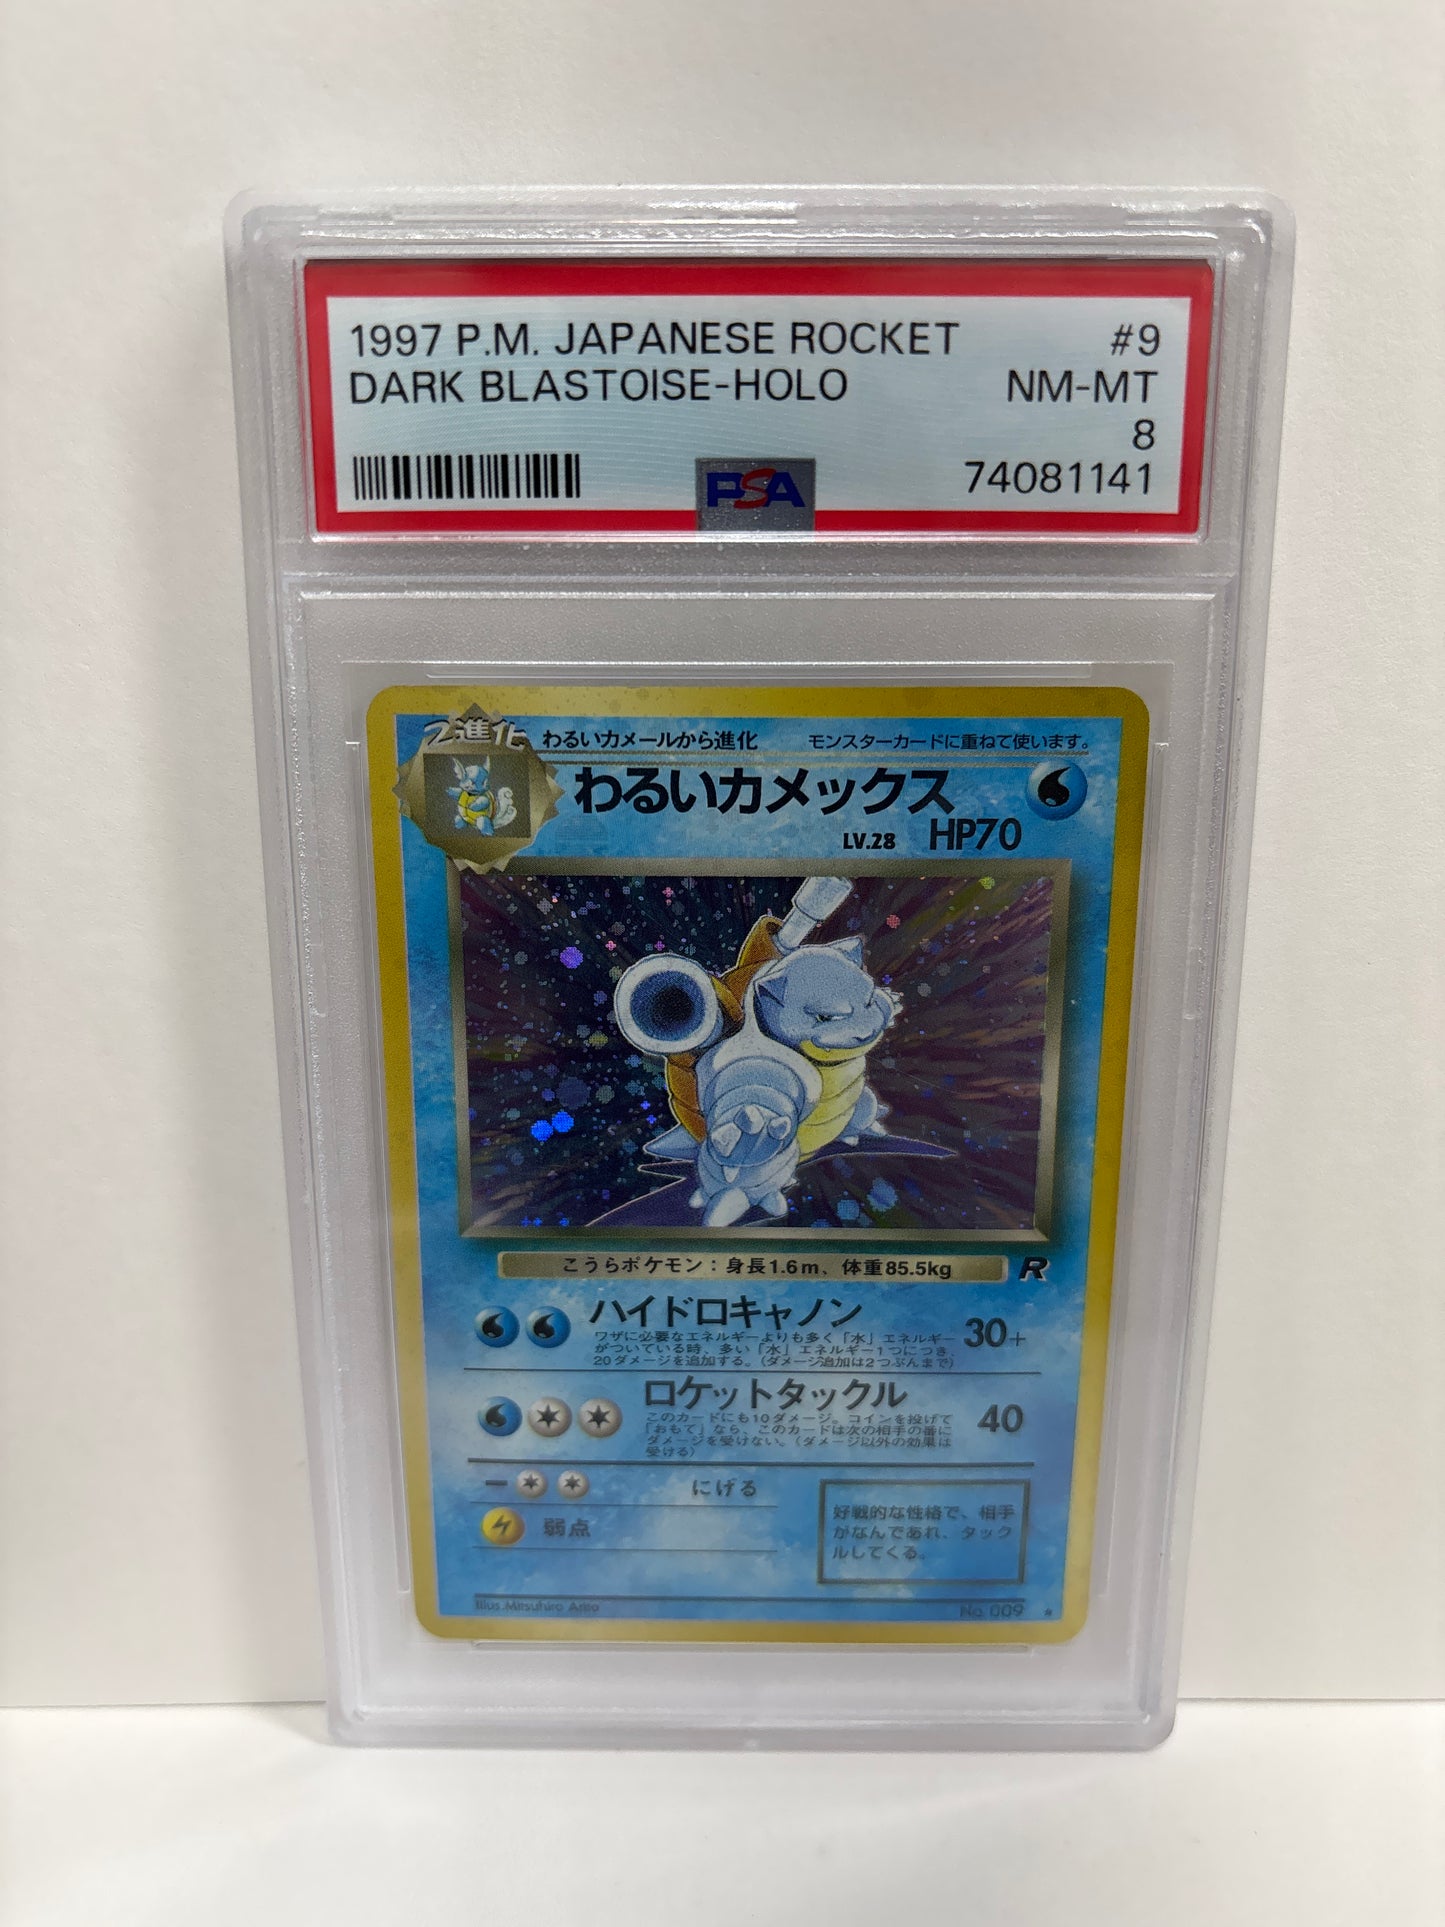 1997 P.M. JAPANESE ROCKET #9
DARK BLASTOISE-HOLO NM-MT
8
PSA 74081141
2進化 わるいカメールから進化 モンスターカードに重ねて使います。
わるいカメックス
LV.28 HP70
こうらポケモン：身長1.6m、体重85.5kg R
ハイドロキャノン 30+
ワザに必要なエネルギーよりも多く「水」エネルギー
がついている時、多い「水」エネルギー1つにつき、
20ダメージを追加する。（ダメージ追加は2つぶんまで）
ロケットタックル 40
このカードにも10ダメージ。コインを投げて
「おもて」なら、このカードは次の相手の番に
ダメージを受けない。（ダメージ以外の効果は
受ける）
にげる
弱点
好戦的な性格で、相手
がなんであれ、タック
ルしてくる。
Illus. Mitsuhiro Arita No. 009 ★